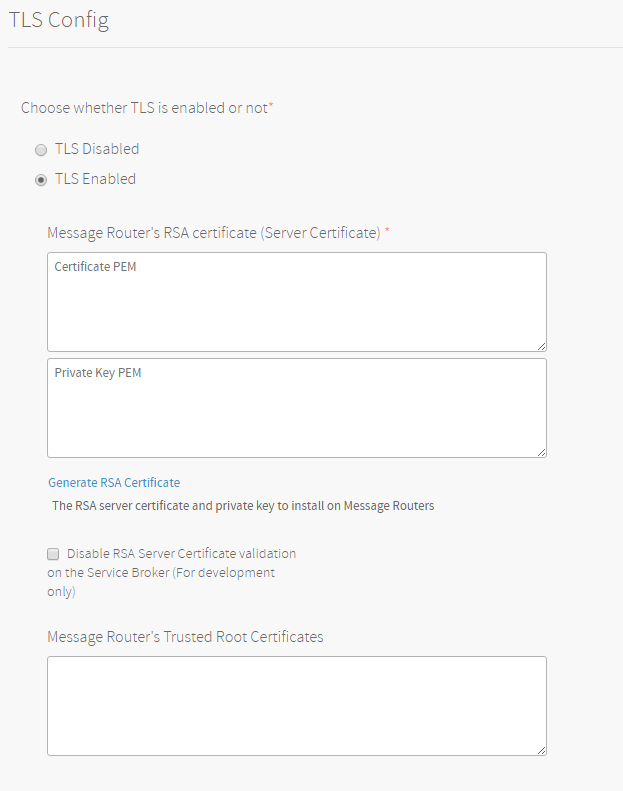 TLS Config
Choose whether TLS is enabled or not*
TLS Disabled
TLS Enabled
Message Router's RSA certificate (Server Certificate) *
Certificate PEM
Private Key PEM
Generate RSA Certificate
The RSA server certificate and private key to install on Message Routers
Disable RSA Server Certificate validation
on the Service Broker (For development
only)
Message Router's Trusted Root Certificates